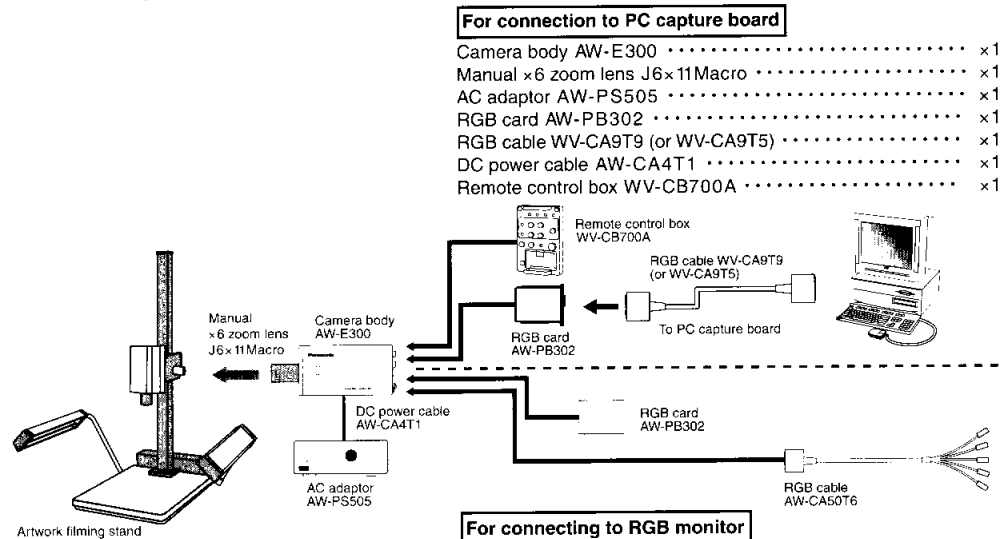 For connection to PC capture board
Camera body AW-E300 ・・・・・・・・・・・・・・・・・・・・・・・・・・ ×1
Manual ×6 zoom lens J6×11Macro ・・・・・・・・・・・・・・・・・・ ×1
AC adaptor AW-PS505 ・・・・・・・・・・・・・・・・・・・・・・・・・ ×1
RGB card AW-PB302 ・・・・・・・・・・・・・・・・・・・・・・・・・・ ×1
RGB cable WV-CA9T9 (or WV-CA9T5) ・・・・・・・・・・・・・・・・ ×1
DC power cable AW-CA4T1 ・・・・・・・・・・・・・・・・・・・・・・ ×1
Remote control box WV-CB700A ・・・・・・・・・・・・・・・・・・・ ×1
Remote control box
WV-CB700A
RGB cable WV-CA9T9
(or WV-CA9T5)
To PC capture board
RGB card
AW-PB302
Manual
×6 zoom lens
J6×11Macro
Camera body
AW-E300
Panasonic
DC power cable
AW-CA4T1
AC adaptor
AW-PS505
RGB card
AW-PB302
RGB cable
AW-CA50T6
Artwork filming stand
For connecting to RGB monitor